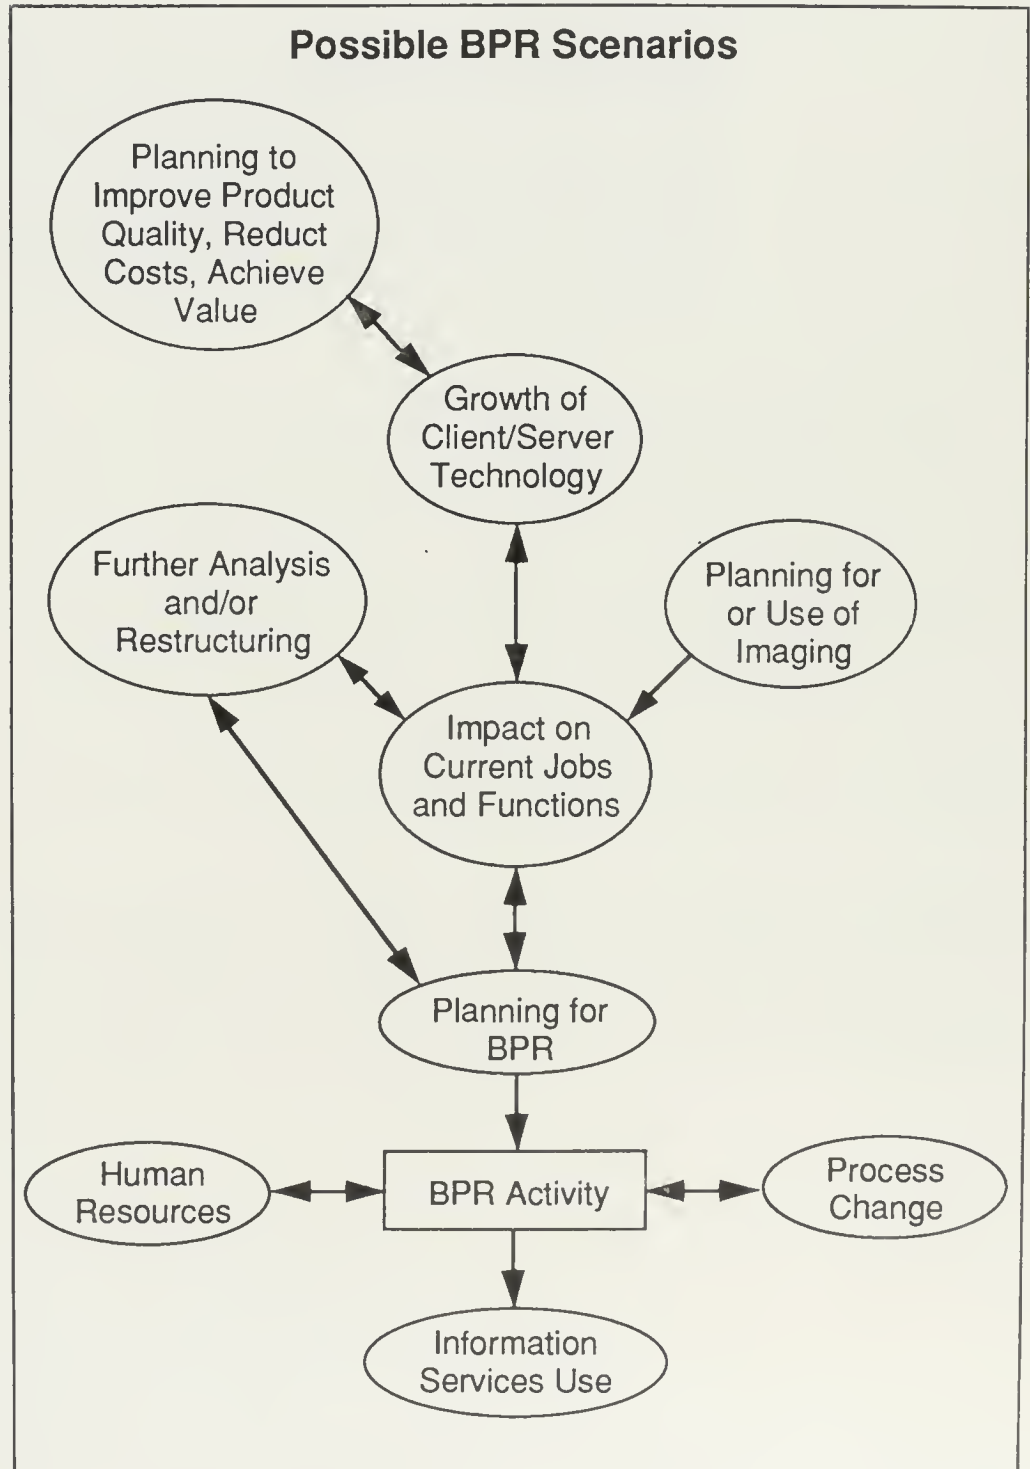 Possible BPR Scenarios
Planning to
Improve Product
Quality, Reduct
Costs, Achieve
Value
Growth of
Client/Server
Technology
Further Analysis
and/or
Restructuring
Planning for
or Use of
Imaging
Impact on
Current Jobs
and Functions
Planning for
BPR
Human
Resources
BPR Activity
Process
Change
Information
Services Use